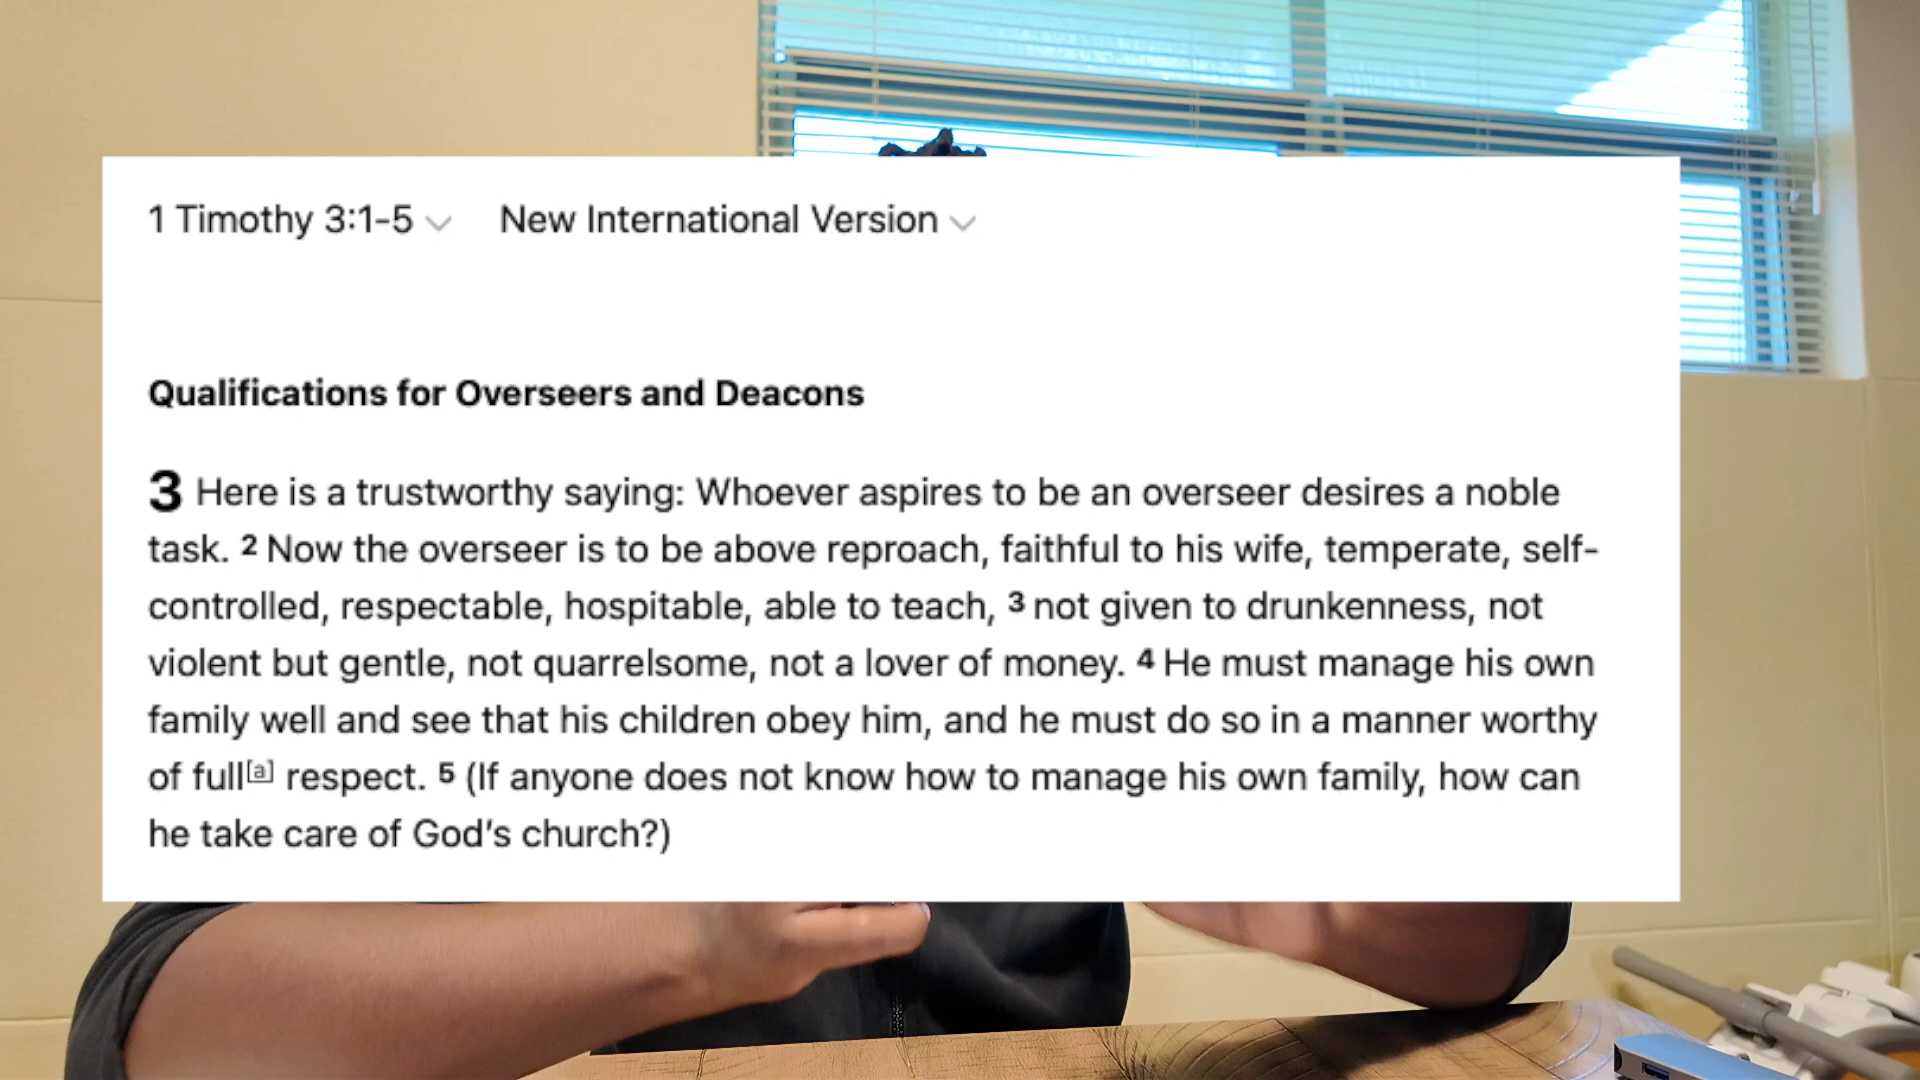 1 Timothy 3:1-5 New International Version
Qualifications for Overseers and Deacons
3 Here is a trustworthy saying: Whoever aspires to be an overseer desires a noble
task. 2 Now the overseer is to be above reproach, faithful to his wife, temperate, self-
controlled, respectable, hospitable, able to teach, 3 not given to drunkenness, not
violent but gentle, not quarrelsome, not a lover of money. 4 He must manage his own
family well and see that his children obey him, and he must do so in a manner worthy
of full[a] respect. 5 (If anyone does not know how to manage his own family, how can
he take care of God's church?)